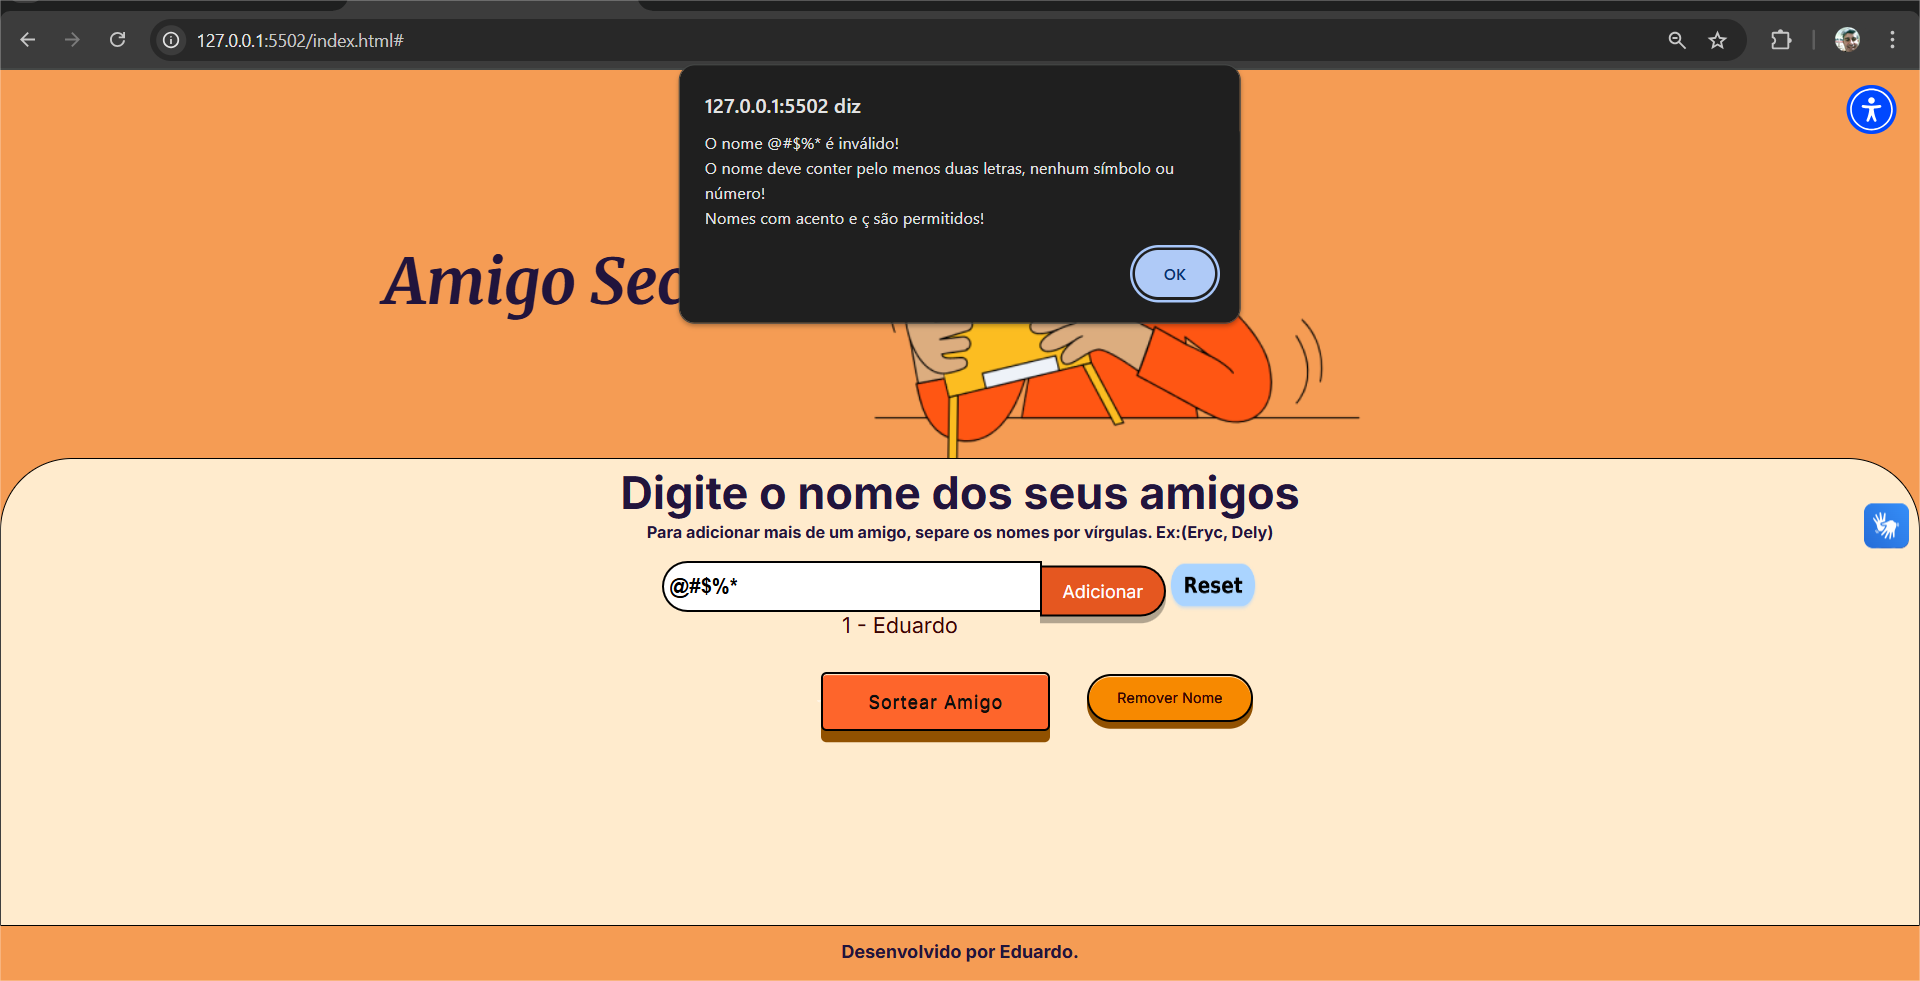 127.0.0.1:5502/index.html#
127.0.0.1:5502 diz
O nome @#$%* é inválido!
O nome deve conter pelo menos duas letras, nenhum símbolo ou
número!
Nomes com acento e ç são permitidos!
OK
Amigo Sec
Digite o nome dos seus amigos
Para adicionar mais de um amigo, separe os nomes por vírgulas. Ex:(Eryc, Dely)
@#$%*
Adicionar
Reset
1 - Eduardo
Sortear Amigo
Remover Nome
Desenvolvido por Eduardo.